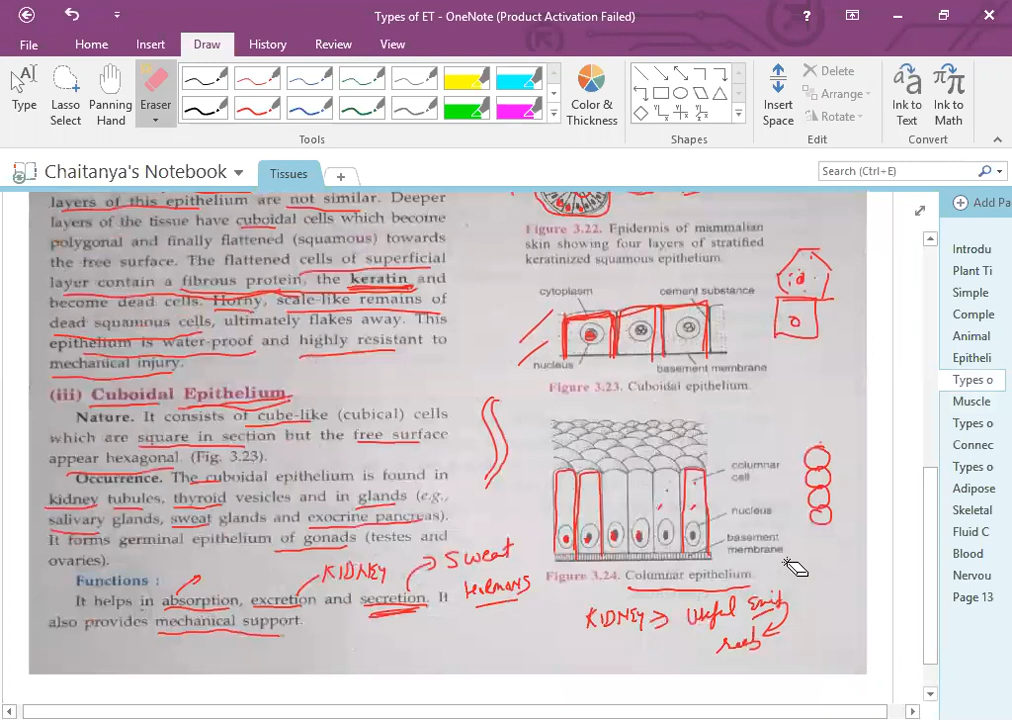 Types of ET - OneNote (Product Activation Failed)
File Home Insert Draw History Review View
Type
Lasso Select
Panning Hand
Eraser
Color & Thickness
Insert Space
Delete
Arrange
Rotate
Ink to Text
Ink to Math
Tools
Shapes
Edit
Convert
Chaitanya's Notebook
Tissues
Search (Ctrl+E)
layers of this epithelium are not similar. Deeper
layers of the tissue have cuboidal cells which become
polygonal and finally flattened (squamous) towards
the free surface. The flattened cells of superficial
layer contain a fibrous protein, the keratin and
become dead cells. Horny, scale-like remains of
dead squamous cells, ultimately flakes away. This
epithelium is water-proof and highly resistant to
mechanical injury.
(iii) Cuboidal Epithelium
Nature. It consists of cube-like (cubical) cells
which are square in section but the free surface
appear hexagonal (Fig. 3.23).
Occurrence. The cuboidal epithelium is found in
kidney tubules, thyroid vesicles and in glands (e.g.,
salivary glands, sweat glands and exocrine pancreas).
It forms germinal epithelium of gonads (testes and
ovaries).
Functions :
It helps in absorption, excretion and secretion. It
also provides mechanical support.
KIDNEY
Sweat
Figure 3.22. Epidermis of mammalian
skin showing four layers of stratified
keratinized squamous epithelium.
cytoplasm
cement substance
nucleus
basement membrane
Figure 3.23. Cuboidal epithelium.
columnar
cell
nucleus
basement
membrane
Figure 3.24. Columnar epithelium.
KIDNEY
Useful
Add Pa
Introdu
Plant Ti
Simple
Comple
Animal
Epitheli
Types o
Muscle
Types o
Connec
Types o
Adipose
Skeletal
Fluid C
Blood
Nervou
Page 13